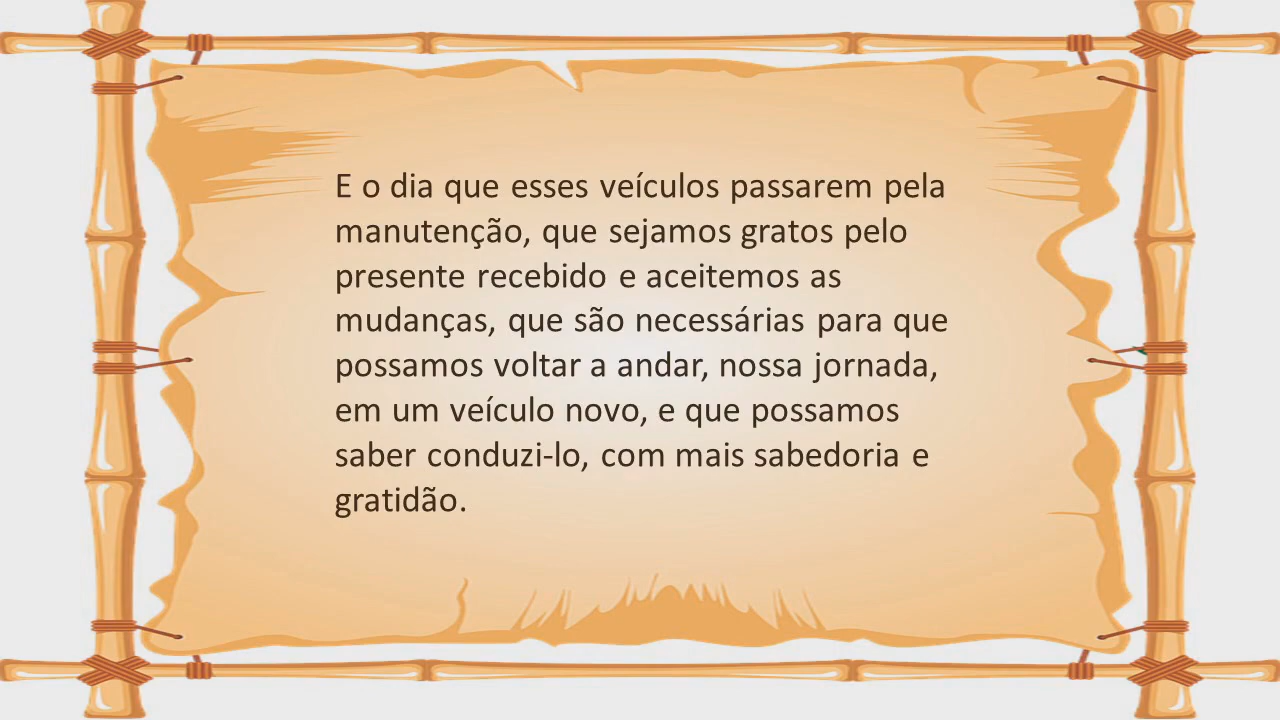 E o dia que esses veículos passarem pela
manutenção, que sejamos gratos pelo
presente recebido e aceitemos as
mudanças, que são necessárias para que
possamos voltar a andar, nossa jornada,
em um veículo novo, e que possamos
saber conduzi-lo, com mais sabedoria e
gratidão.